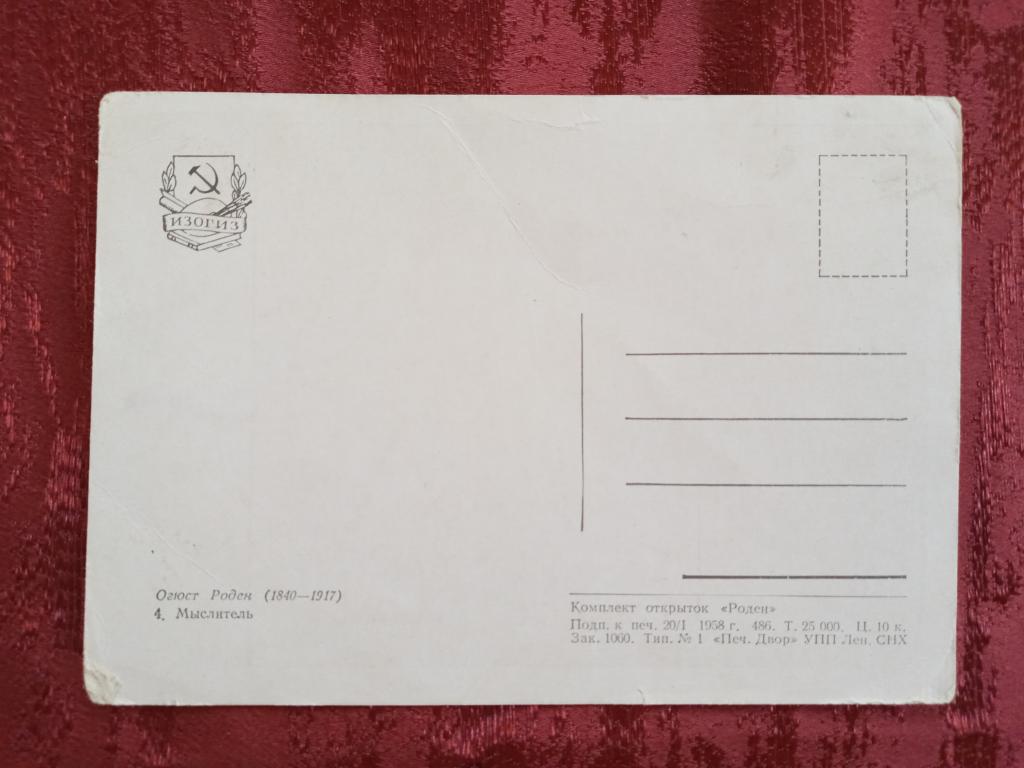 ИЗОГИЗ
Огюст Роден (1840—1917)
4. Мыслитель
Комплект открыток «Роден»
Подп. к печ. 20/I 1958 г. 486. Т. 25 000. Ц. 10 к.
Зак. 1060. Тип. № 1 «Печ. Двор» УПП Лен. СНХ